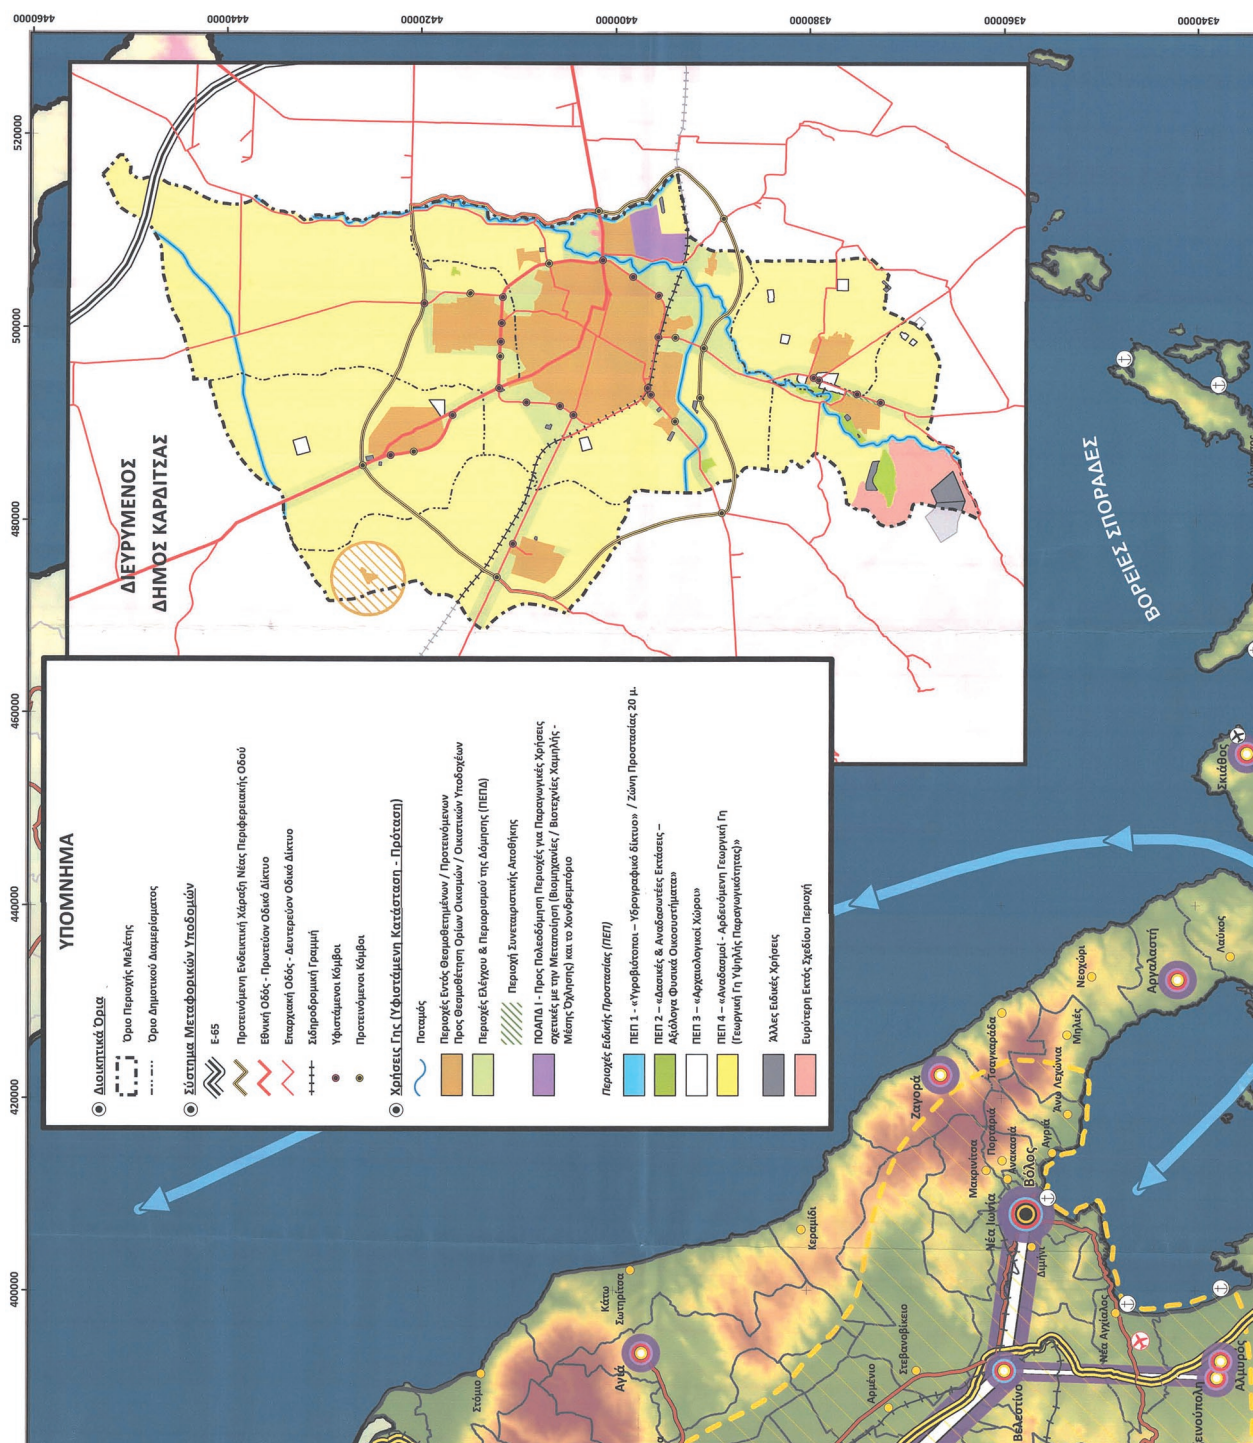 ΔΙΕΥΡΥΜΕΝΟΣ
ΔΗΜΟΣ ΚΑΡΔΙΤΣΑΣ
ΥΠΟΜΝΗΜΑ
Διοικητικά Όρια
Όριο Περιοχής Μελέτης
Όριο Δημοτικού Διαμερίσματος
Σύστημα Μεταφορικών Υποδομών
Ε-65
Προτεινόμενη Ενδεικτική Χάραξη Νέας Περιφερειακής Οδού
Εθνική Οδός - Πρωτεύον Οδικό Δίκτυο
Επαρχιακή Οδός - Δευτερεύον Οδικό Δίκτυο
Σιδηροδρομική Γραμμή
Υφιστάμενοι Κόμβοι
Προτεινόμενοι Κόμβοι
Χρήσεις Γης (Υφιστάμενη Κατάσταση - Πρόταση)
Ποταμός
Περιοχές Εντός Θεσμοθετημένων / Προτεινόμενων
Προς Θεσμοθέτηση Ορίων Οικισμών / Οικιστικών Υποδοχέων
Περιοχές Ελέγχου & Περιορισμού της Δόμησης (ΠΕΠΔ)
Περιοχή Συνεταιριστικής Αποθήκης
ΠΟΑΠΔ1 - Προς Πολεοδόμηση Περιοχές για Παραγωγικές Χρήσεις
σχετικές με την Μεταποίηση (Βιομηχανίες / Βιοτεχνίες Χαμηλής -
Μέσης Όχλησης) και το Χονδρεμπόριο
Περιοχές Ειδικής Προστασίας (ΠΕΠ)
ΠΕΠ 1 - «Υγροβιότοποι – Υδρογραφικό δίκτυο» / Ζώνη Προστασίας 20 μ.
ΠΕΠ 2 – «Δασικές & Αναδασωτέες Εκτάσεις –
Αξιόλογα Φυσικά Οικοσυστήματα»
ΠΕΠ 3 – «Αρχαιολογικοί Χώροι»
ΠΕΠ 4 – «Αναδασμοί - Αρδευόμενη Γεωργική Γη
(Γεωργική Γη Υψηλής Παραγωγικότητας)»
Άλλες Ειδικές Χρήσεις
Ευρύτερη Εκτός Σχεδίου Περιοχή
ΒΟΡΕΙΕΣ ΣΠΟΡΑΔΕΣ
Σκιάθος
Λαύκος
Αργαλαστή
Νεοχώρι
Μηλιές
Τσαγκαράδα
Ζαγορά
Άνω Λεχώνια
Αγριά
Πορταριά
Ανακασιά
Μακρινίτσα
Βόλος
Νέα Ιωνία
Διμήνι
Κεραμίδι
Κάτω
Σωτηρίτσα
Νέα Αγχίαλος
Στεφανοβίκειο
Αρμένιο
Αγιά
Στόμιο
Βελεστίνο
Αλμυρός
4460000
4440000
4420000
4400000
4380000
4360000
4340000
520000
500000
480000
460000
440000
420000
400000